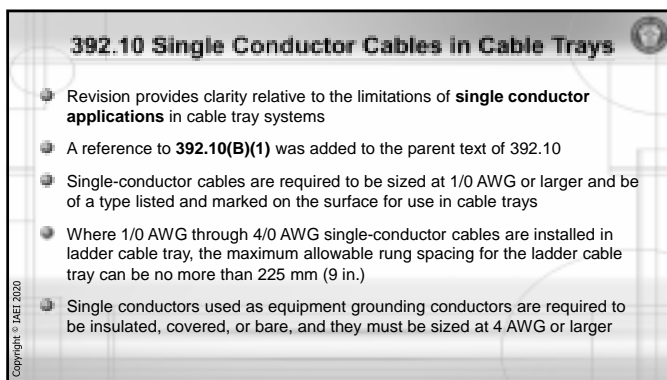 392.10 Single Conductor Cables in Cable Trays
Revision provides clarity relative to the limitations of single conductor
applications in cable tray systems
A reference to 392.10(B)(1) was added to the parent text of 392.10
Single-conductor cables are required to be sized at 1/0 AWG or larger and be
of a type listed and marked on the surface for use in cable trays
Where 1/0 AWG through 4/0 AWG single-conductor cables are installed in
ladder cable tray, the maximum allowable rung spacing for the ladder cable
tray can be no more than 225 mm (9 in.)
Single conductors used as equipment grounding conductors are required to
be insulated, covered, or bare, and they must be sized at 4 AWG or larger
Copyright © IAEI 2020